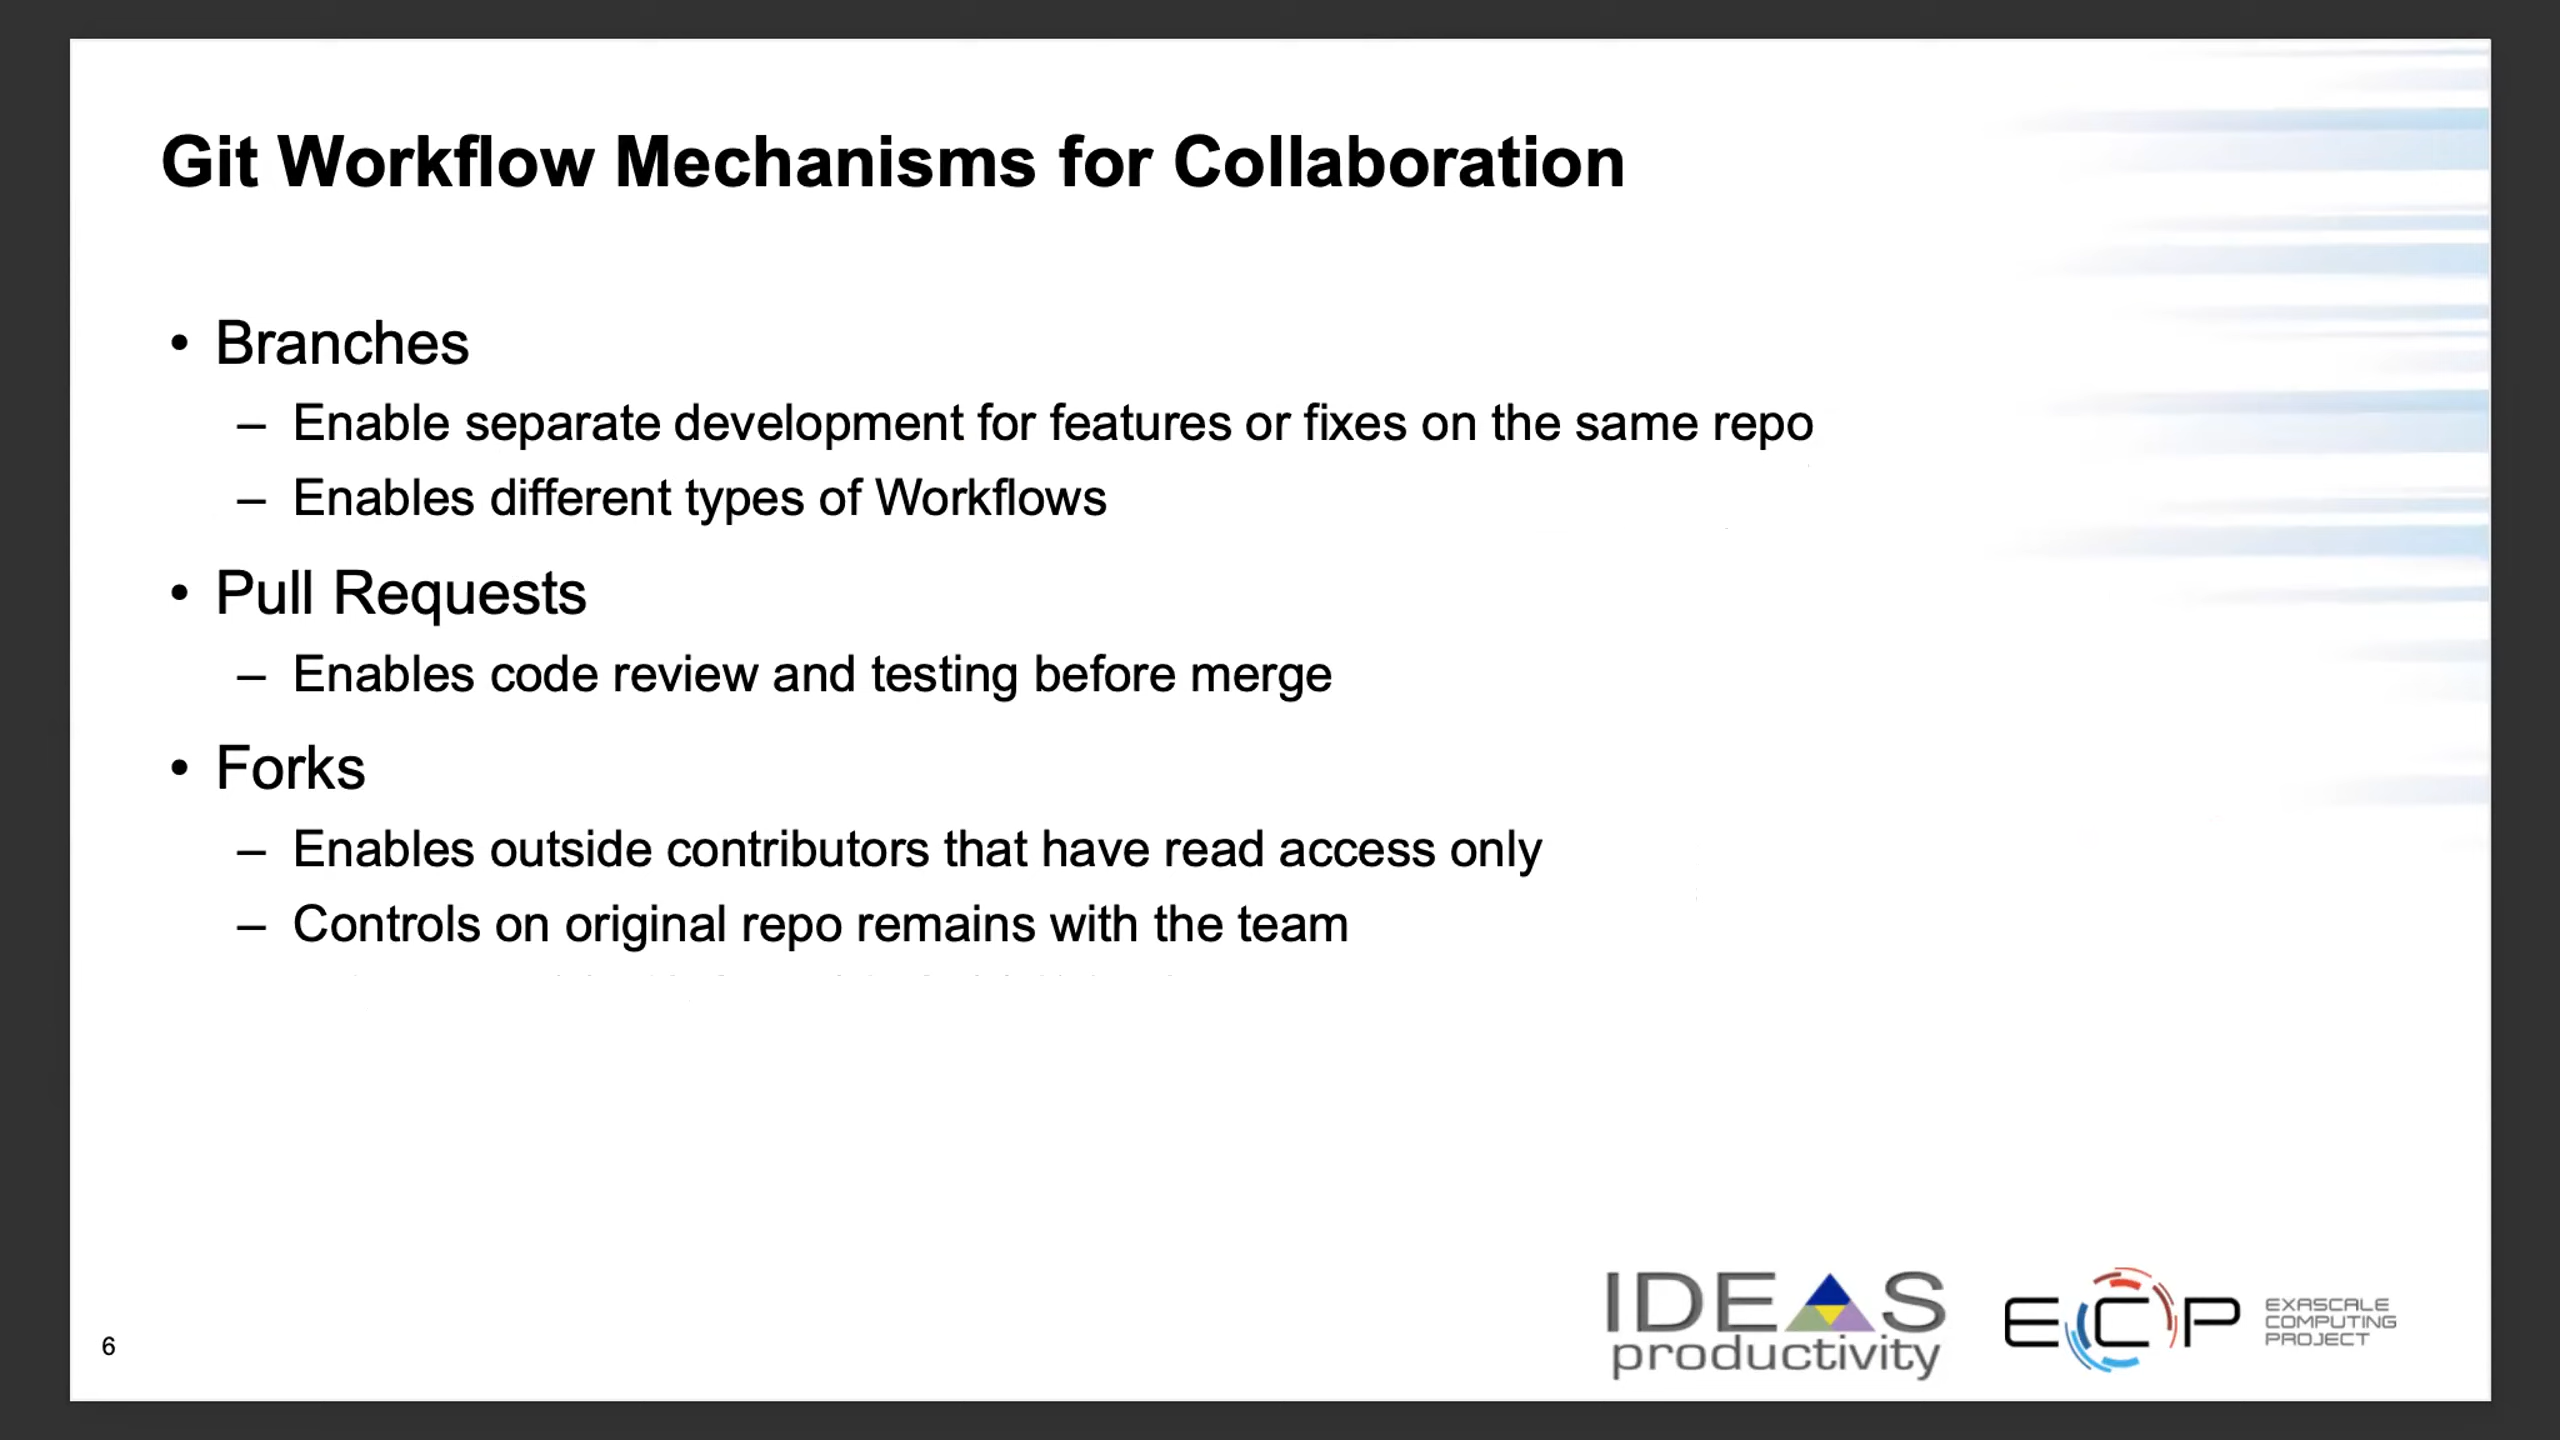 Git Workflow Mechanisms for Collaboration
• Branches
– Enable separate development for features or fixes on the same repo
– Enables different types of Workflows
• Pull Requests
– Enables code review and testing before merge
• Forks
– Enables outside contributors that have read access only
– Controls on original repo remains with the team
6
IDEAS
productivity
ECP
EXASCALE
COMPUTING
PROJECT